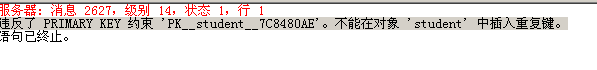 服务器: 消息 2627，级别 14，状态 1，行 1
违反了 PRIMARY KEY 约束 'PK__student__7C8480AE'。不能在对象 'student' 中插入重复键。
语句已终止。